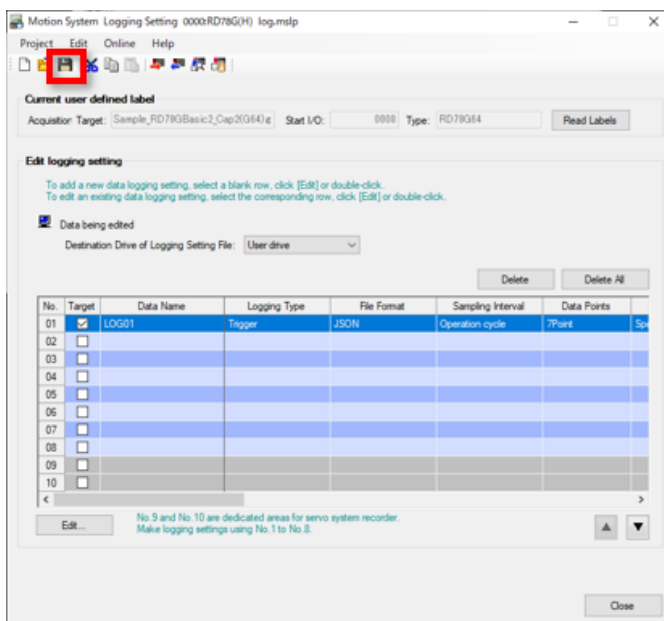 Motion System Logging Setting 0000:RD78G(H) log.mslp
Project Edit Online Help
Current user defined label
Acquisition Target: Sample_RD78GBasic2_Cap2(G64)g Start I/O: 0000 Type: RD78G64 Read Labels
Edit logging setting
To add a new data logging setting, select a blank row, click [Edit] or double-click.
To edit an existing data logging setting, select the corresponding row, click [Edit] or double-click.
Data being edited
Destination Drive of Logging Setting File: User drive
Delete Delete All
No. Target Data Name Logging Type File Format Sampling Interval Data Points
01 LOG01 Trigger JSON Operation cycle 7Point Spe
02
03
04
05
06
07
08
09
10
Edit... No.9 and No.10 are dedicated areas for servo system recorder.
Make logging settings using No.1 to No.8.
Close